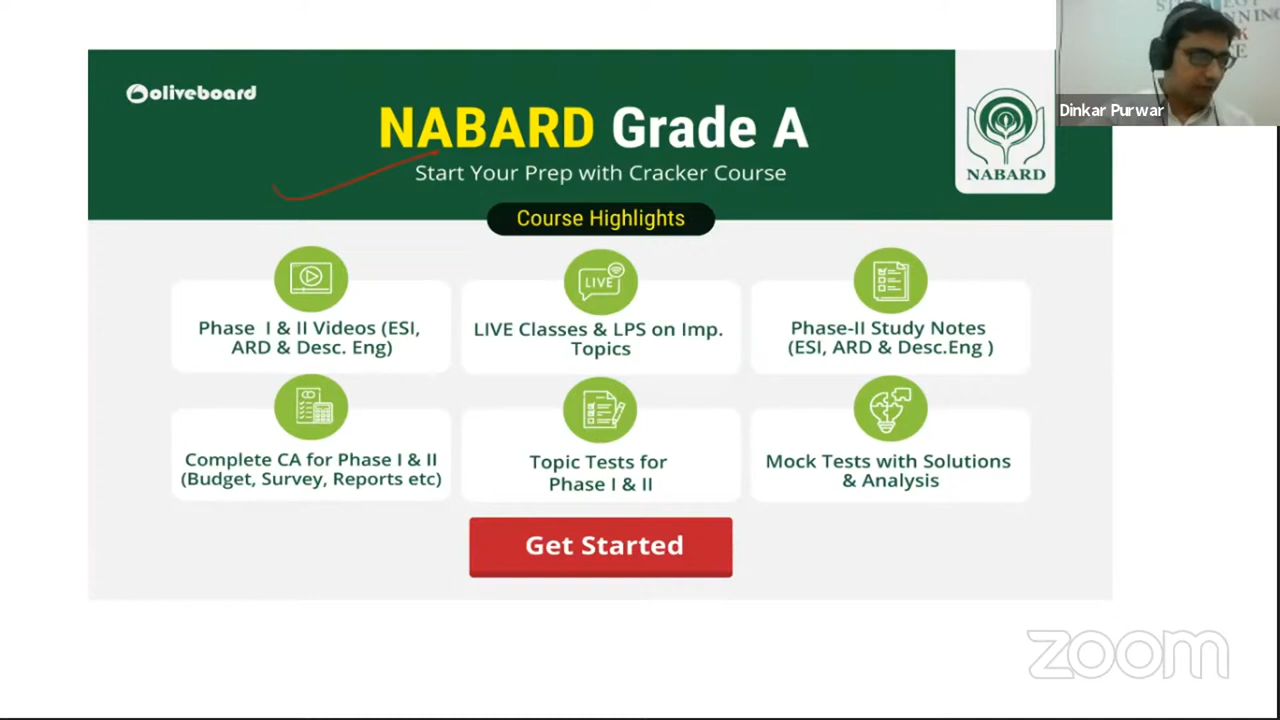 oliveboard
NABARD Grade A
Start Your Prep with Cracker Course
NABARD
Dinkar Purwar
Course Highlights
Phase I & II Videos (ESI,
ARD & Desc. Eng)
LIVE
LIVE Classes & LPS on Imp.
Topics
Phase-II Study Notes
(ESI, ARD & Desc.Eng )
Complete CA for Phase I & II
(Budget, Survey, Reports etc)
Topic Tests for
Phase I & II
Mock Tests with Solutions
& Analysis
Get Started
zoom